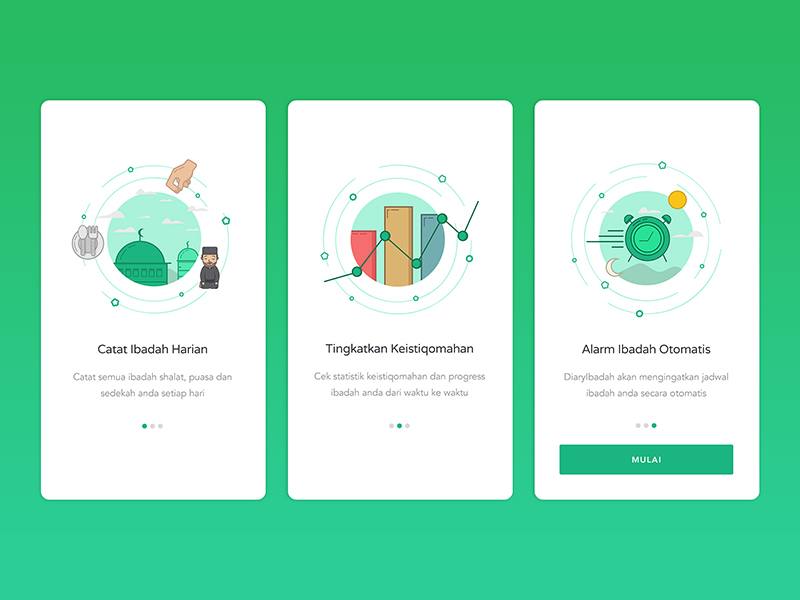 Catat Ibadah Harian
Catat semua ibadah shalat, puasa dan
sedekah anda setiap hari
Tingkatkan Keistiqomahan
Cek statistik keistiqomahan dan progress
ibadah anda dari waktu ke waktu
Alarm Ibadah Otomatis
DiaryIbadah akan mengingatkan jadwal
ibadah anda secara otomatis
MULAI